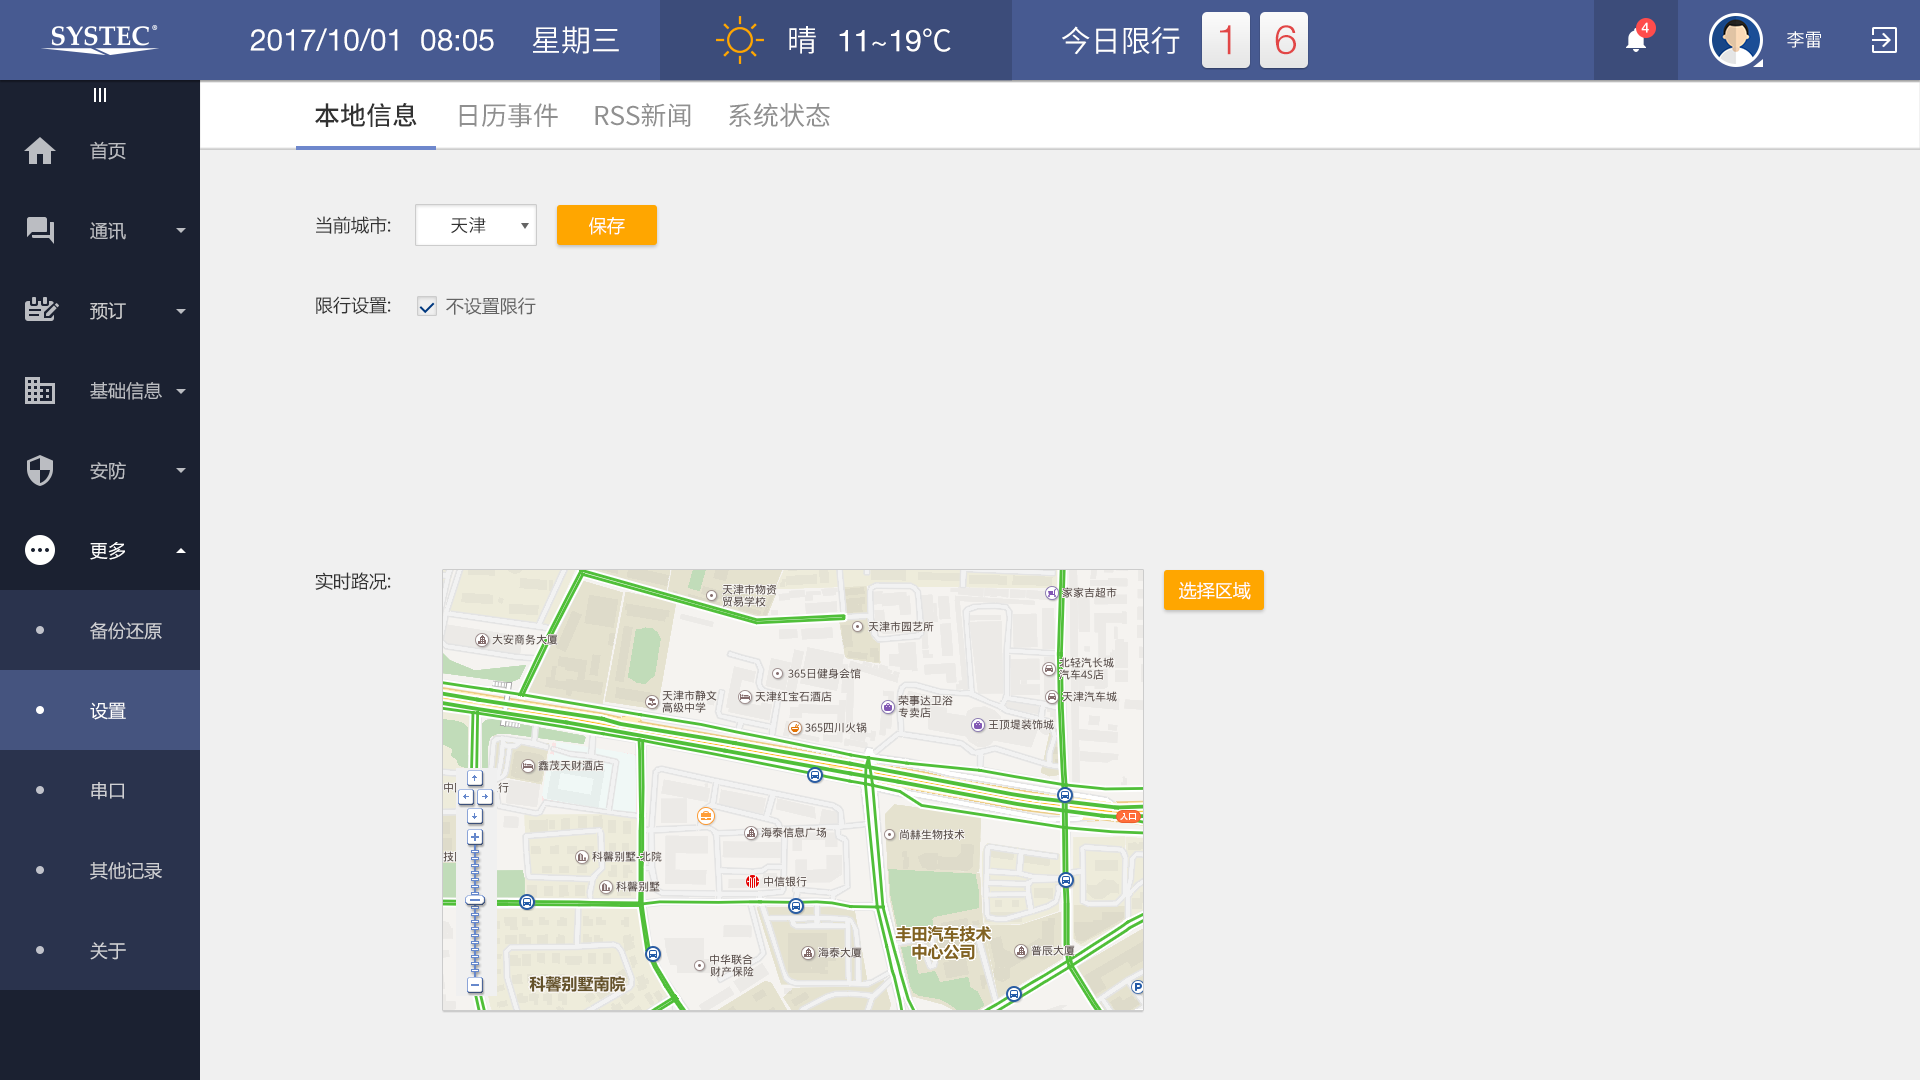 SYSTEC®
2017/10/01 08:05 星期三
晴 11~19℃
今日限行 1 6
4
李雷
首页
通讯
预订
基础信息
安防
更多
备份还原
设置
串口
其他记录
关于
本地信息 日历事件 RSS新闻 系统状态
当前城市: 天津 保存
限行设置: 不设置限行
实时路况:
选择区域
天津市物资
贸易学校
家家吉超市
天津市园艺所
大安商务大厦
北轻汽长城
汽车4S店
365日健身会馆
天津市静文
高级中学
天津红宝石酒店
天津汽车城
荣事达卫浴
专卖店
365四川火锅
王顶堤装饰城
鑫茂天财酒店
行
入口
海泰信息广场
尚赫生物技术
科馨别墅-北院
中信银行
科馨别墅
丰田汽车技术
中心公司
海泰大厦
普辰大厦
中华联合
财产保险
科馨别墅南院
P